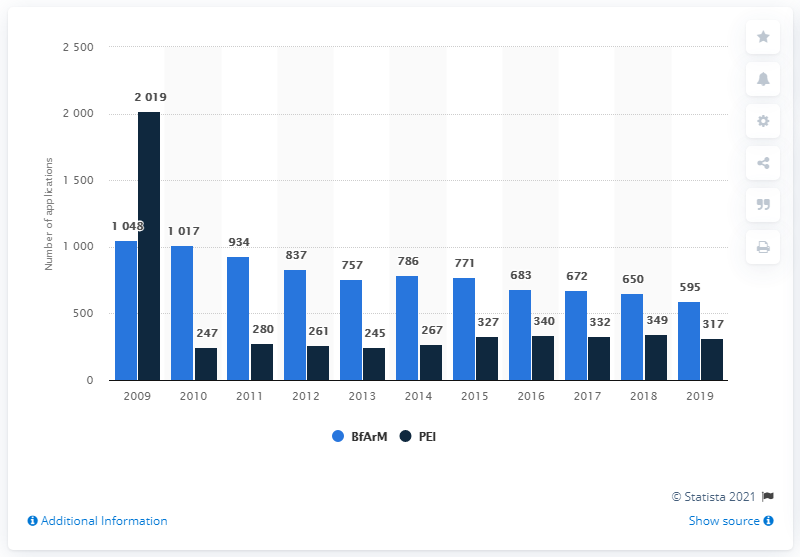 2 500
2 000
1 500
1 000
500
0
Number of applications
1 048 2 019
1 017 247
934 280
837 261
757 245
786 267
771 327
683 340
672 332
650 349
595 317
2009 2010 2011 2012 2013 2014 2015 2016 2017 2018 2019
BfArM PEI
© Statista 2021
Additional Information Show source